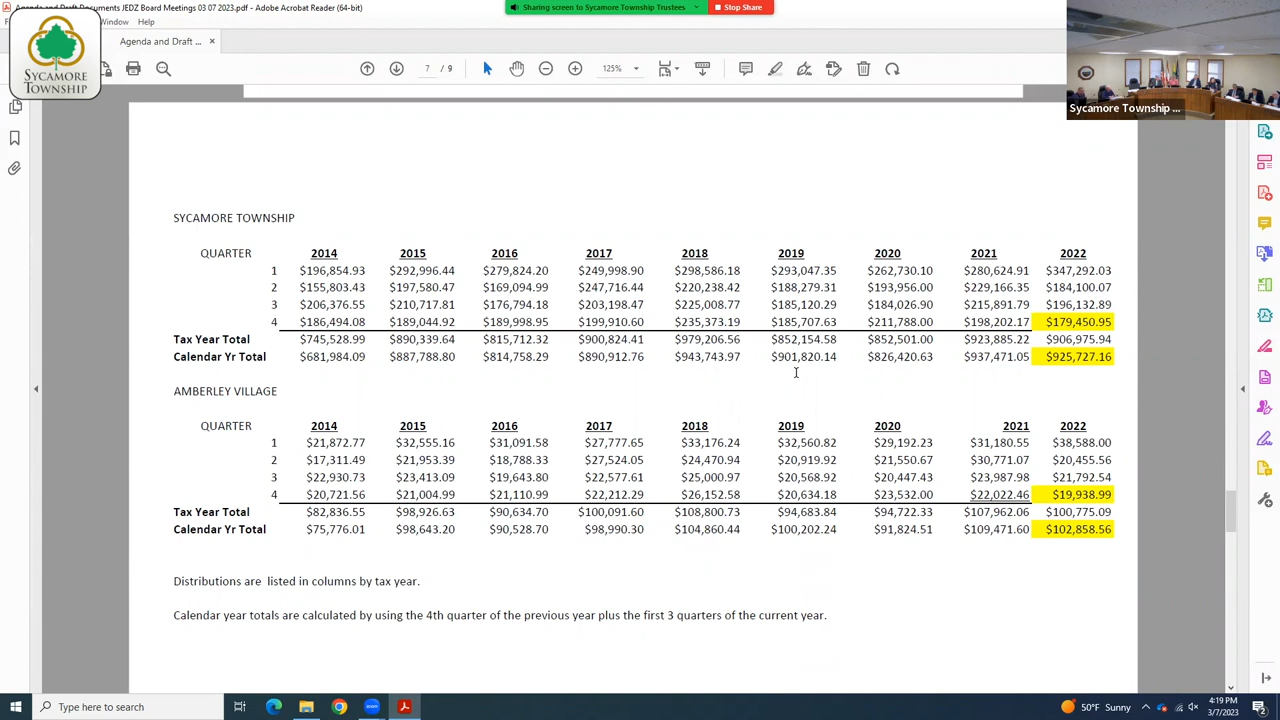 Agenda and Draft Documents JEDZ Board Meetings 03 07 2023.pdf - Adobe Acrobat Reader (64-bit)
Sharing screen to Sycamore Township Trustees
Stop Share
Window Help
Agenda and Draft ... ×
SYCAMORE
TOWNSHIP
7 / 9
125%
Sycamore Township ...
SYCAMORE TOWNSHIP
QUARTER 2014 2015 2016 2017 2018 2019 2020 2021 2022
1 $196,854.93 $292,996.44 $279,824.20 $249,998.90 $298,586.18 $293,047.35 $262,730.10 $280,624.91 $347,292.03
2 $155,803.43 $197,580.47 $169,094.99 $247,716.44 $220,238.42 $188,279.31 $193,956.00 $229,166.35 $184,100.07
3 $206,376.55 $210,717.81 $176,794.18 $203,198.47 $225,008.77 $185,120.29 $184,026.90 $215,891.79 $196,132.89
4 $186,494.08 $189,044.92 $189,998.95 $199,910.60 $235,373.19 $185,707.63 $211,788.00 $198,202.17 $179,450.95
Tax Year Total $745,528.99 $890,339.64 $815,712.32 $900,824.41 $979,206.56 $852,154.58 $852,501.00 $923,885.22 $906,975.94
Calendar Yr Total $681,984.09 $887,788.80 $814,758.29 $890,912.76 $943,743.97 $901,820.14 $826,420.63 $937,471.05 $925,727.16
AMBERLEY VILLAGE
QUARTER 2014 2015 2016 2017 2018 2019 2020 2021 2022
1 $21,872.77 $32,555.16 $31,091.58 $27,777.65 $33,176.24 $32,560.82 $29,192.23 $31,180.55 $38,588.00
2 $17,311.49 $21,953.39 $18,788.33 $27,524.05 $24,470.94 $20,919.92 $21,550.67 $30,771.07 $20,455.56
3 $22,930.73 $23,413.09 $19,643.80 $22,577.61 $25,000.97 $20,568.92 $20,447.43 $23,987.98 $21,792.54
4 $20,721.56 $21,004.99 $21,110.99 $22,212.29 $26,152.58 $20,634.18 $23,532.00 $22,022.46 $19,938.99
Tax Year Total $82,836.55 $98,926.63 $90,634.70 $100,091.60 $108,800.73 $94,683.84 $94,722.33 $107,962.06 $100,775.09
Calendar Yr Total $75,776.01 $98,643.20 $90,528.70 $98,990.30 $104,860.44 $100,202.24 $91,824.51 $109,471.60 $102,858.56
Distributions are listed in columns by tax year.
Calendar year totals are calculated by using the 4th quarter of the previous year plus the first 3 quarters of the current year.
Type here to search
50°F Sunny
4:19 PM
3/7/2023
2